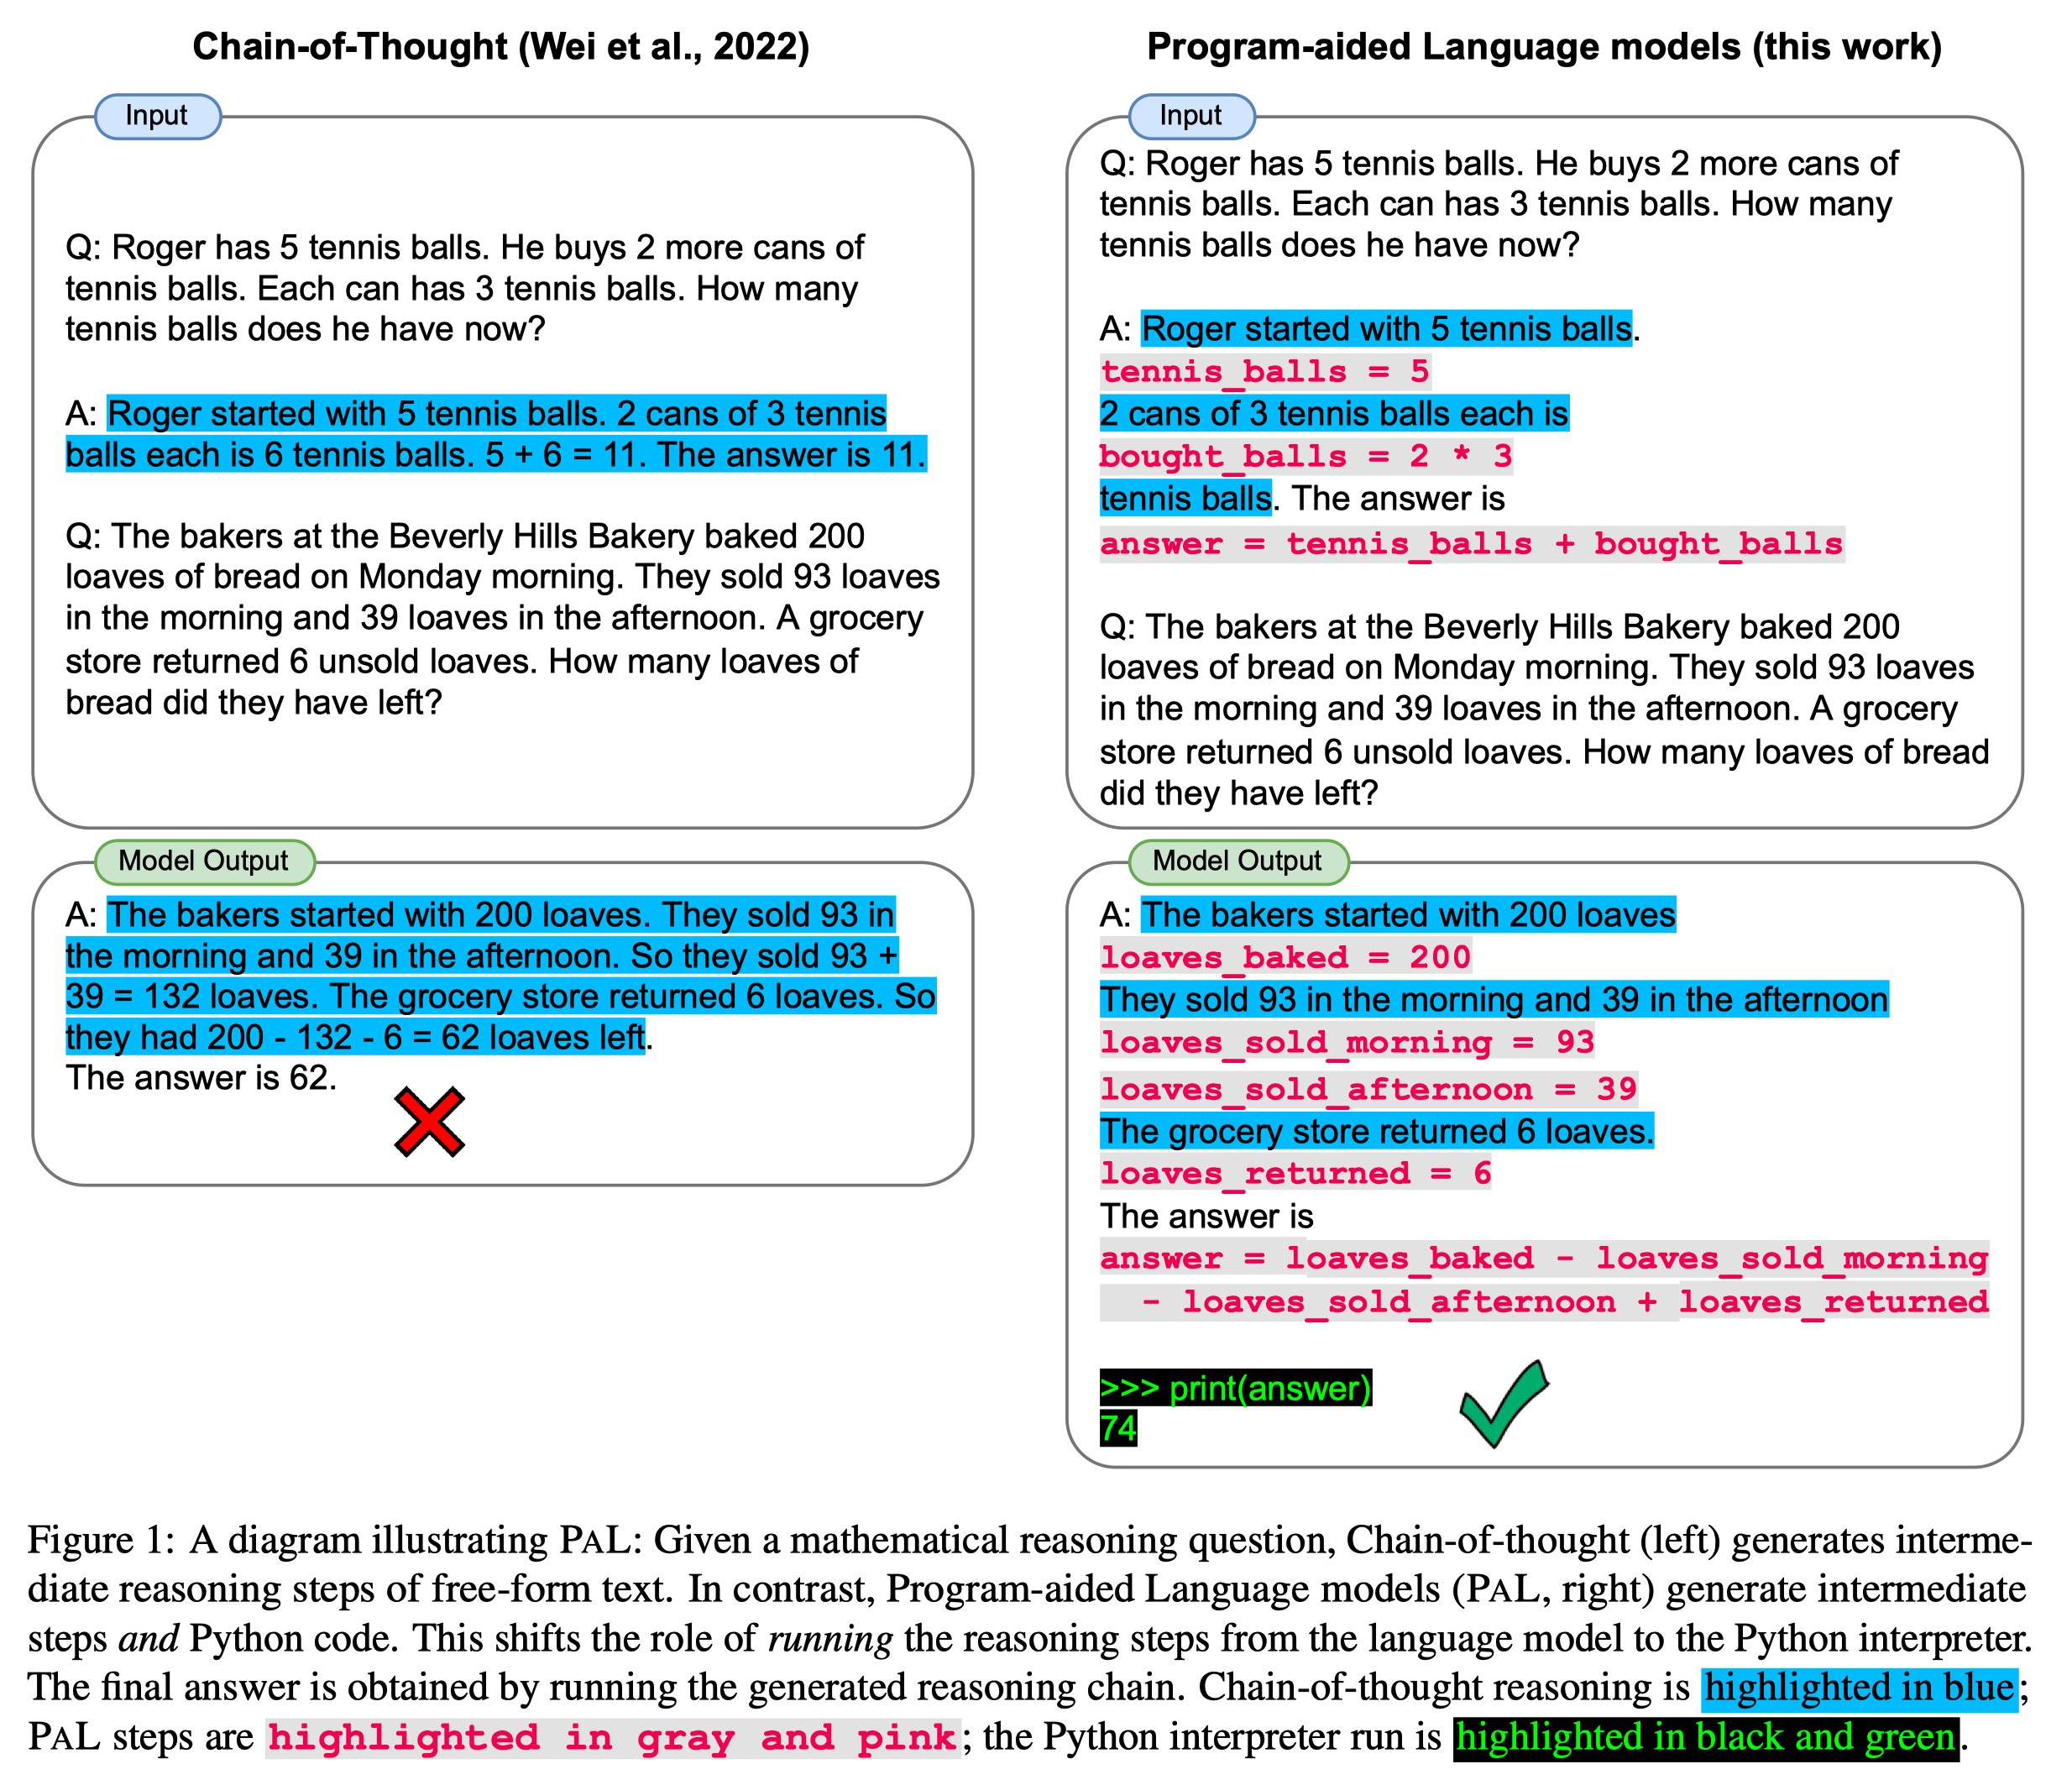 Chain-of-Thought (Wei et al., 2022)
Input
Q: Roger has 5 tennis balls. He buys 2 more cans of
tennis balls. Each can has 3 tennis balls. How many
tennis balls does he have now?
A: Roger started with 5 tennis balls. 2 cans of 3 tennis
balls each is 6 tennis balls. 5 + 6 = 11. The answer is 11.
Q: The bakers at the Beverly Hills Bakery baked 200
loaves of bread on Monday morning. They sold 93 loaves
in the morning and 39 loaves in the afternoon. A grocery
store returned 6 unsold loaves. How many loaves of
bread did they have left?
Model Output
A: The bakers started with 200 loaves. They sold 93 in
the morning and 39 in the afternoon. So they sold 93 +
39 = 132 loaves. The grocery store returned 6 loaves. So
they had 200 - 132 - 6 = 62 loaves left.
The answer is 62.
Program-aided Language models (this work)
Input
Q: Roger has 5 tennis balls. He buys 2 more cans of
tennis balls. Each can has 3 tennis balls. How many
tennis balls does he have now?
A: Roger started with 5 tennis balls.
tennis_balls = 5
2 cans of 3 tennis balls each is
bought_balls = 2 * 3
tennis balls. The answer is
answer = tennis_balls + bought_balls
Q: The bakers at the Beverly Hills Bakery baked 200
loaves of bread on Monday morning. They sold 93 loaves
in the morning and 39 loaves in the afternoon. A grocery
store returned 6 unsold loaves. How many loaves of bread
did they have left?
Model Output
A: The bakers started with 200 loaves
loaves_baked = 200
They sold 93 in the morning and 39 in the afternoon
loaves_sold_morning = 93
loaves_sold_afternoon = 39
The grocery store returned 6 loaves.
loaves_returned = 6
The answer is
answer = loaves_baked - loaves_sold_morning
- loaves_sold_afternoon + loaves_returned
>>> print(answer)
74
Figure 1: A diagram illustrating PAL: Given a mathematical reasoning question, Chain-of-thought (left) generates interme-
diate reasoning steps of free-form text. In contrast, Program-aided Language models (PAL, right) generate intermediate
steps and Python code. This shifts the role of running the reasoning steps from the language model to the Python interpreter.
The final answer is obtained by running the generated reasoning chain. Chain-of-thought reasoning is highlighted in blue;
PAL steps are highlighted in gray and pink; the Python interpreter run is highlighted in black and green.